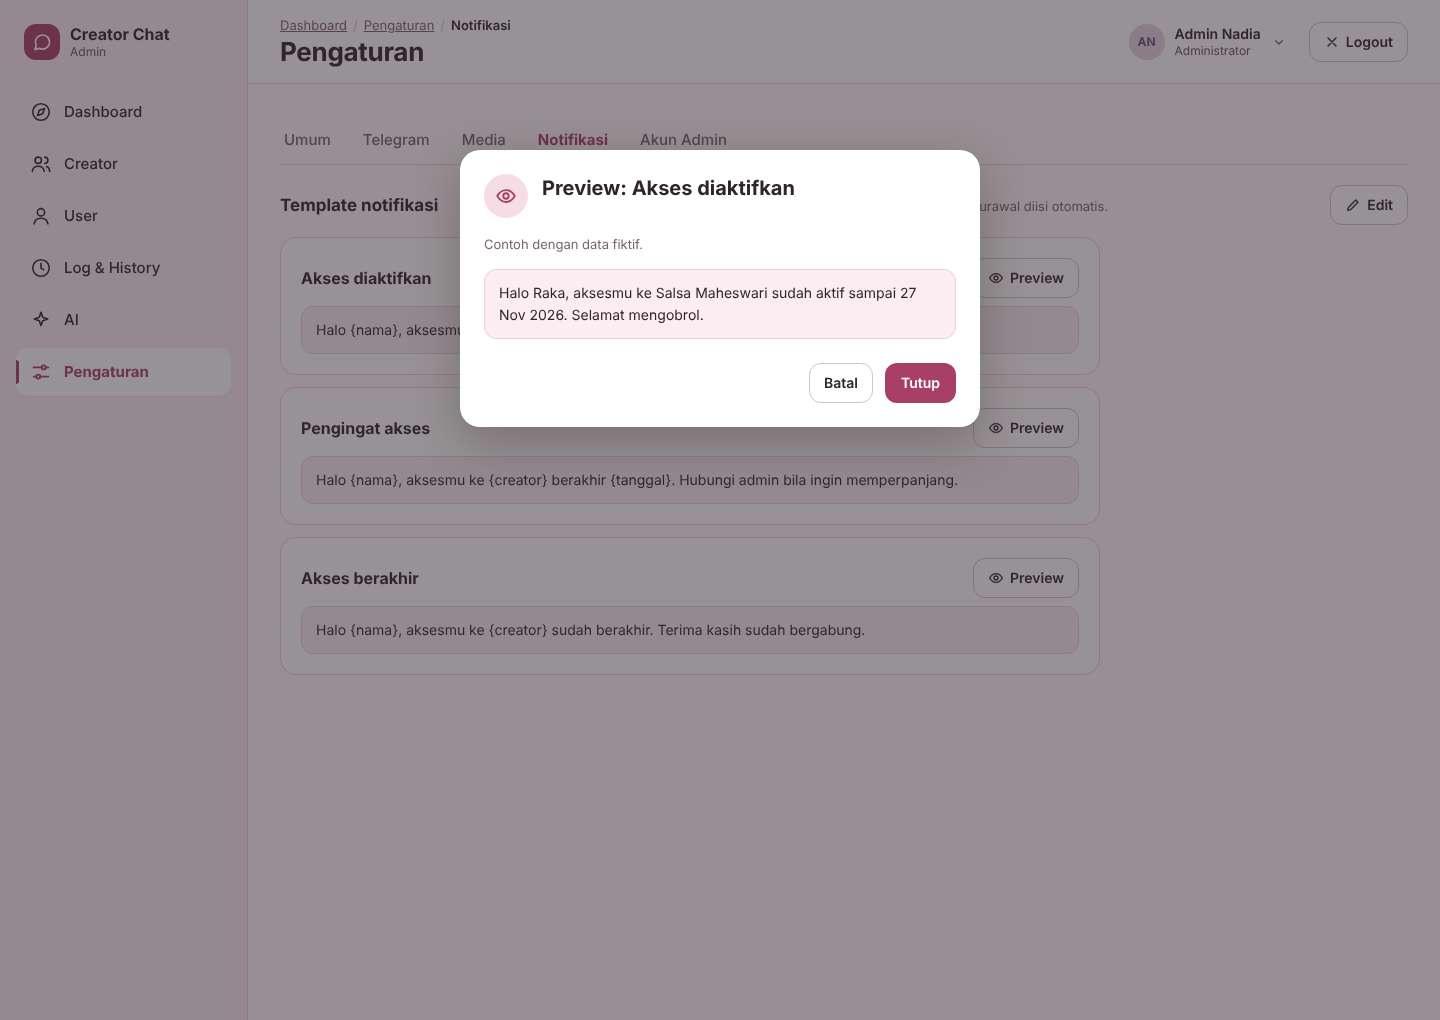 Creator Chat
Admin
Dashboard
Creator
User
Log & History
AI
Pengaturan
Dashboard / Pengaturan / Notifikasi
Pengaturan
AN
Admin Nadia
Administrator
Logout
Umum
Telegram
Media
Notifikasi
Akun Admin
Template notifikasi
diisi otomatis.
Edit
Akses diaktifkan
Preview
Halo {nama},
Preview: Akses diaktifkan
Contoh dengan data fiktif.
Halo Raka, aksesmu ke Salsa Maheswari sudah aktif sampai 27
Nov 2026. Selamat mengobrol.
Batal
Tutup
Pengingat akses
Preview
Halo {nama}, aksesmu ke {creator} berakhir {tanggal}. Hubungi admin bila ingin memperpanjang.
Akses berakhir
Preview
Halo {nama}, aksesmu ke {creator} sudah berakhir. Terima kasih sudah bergabung.